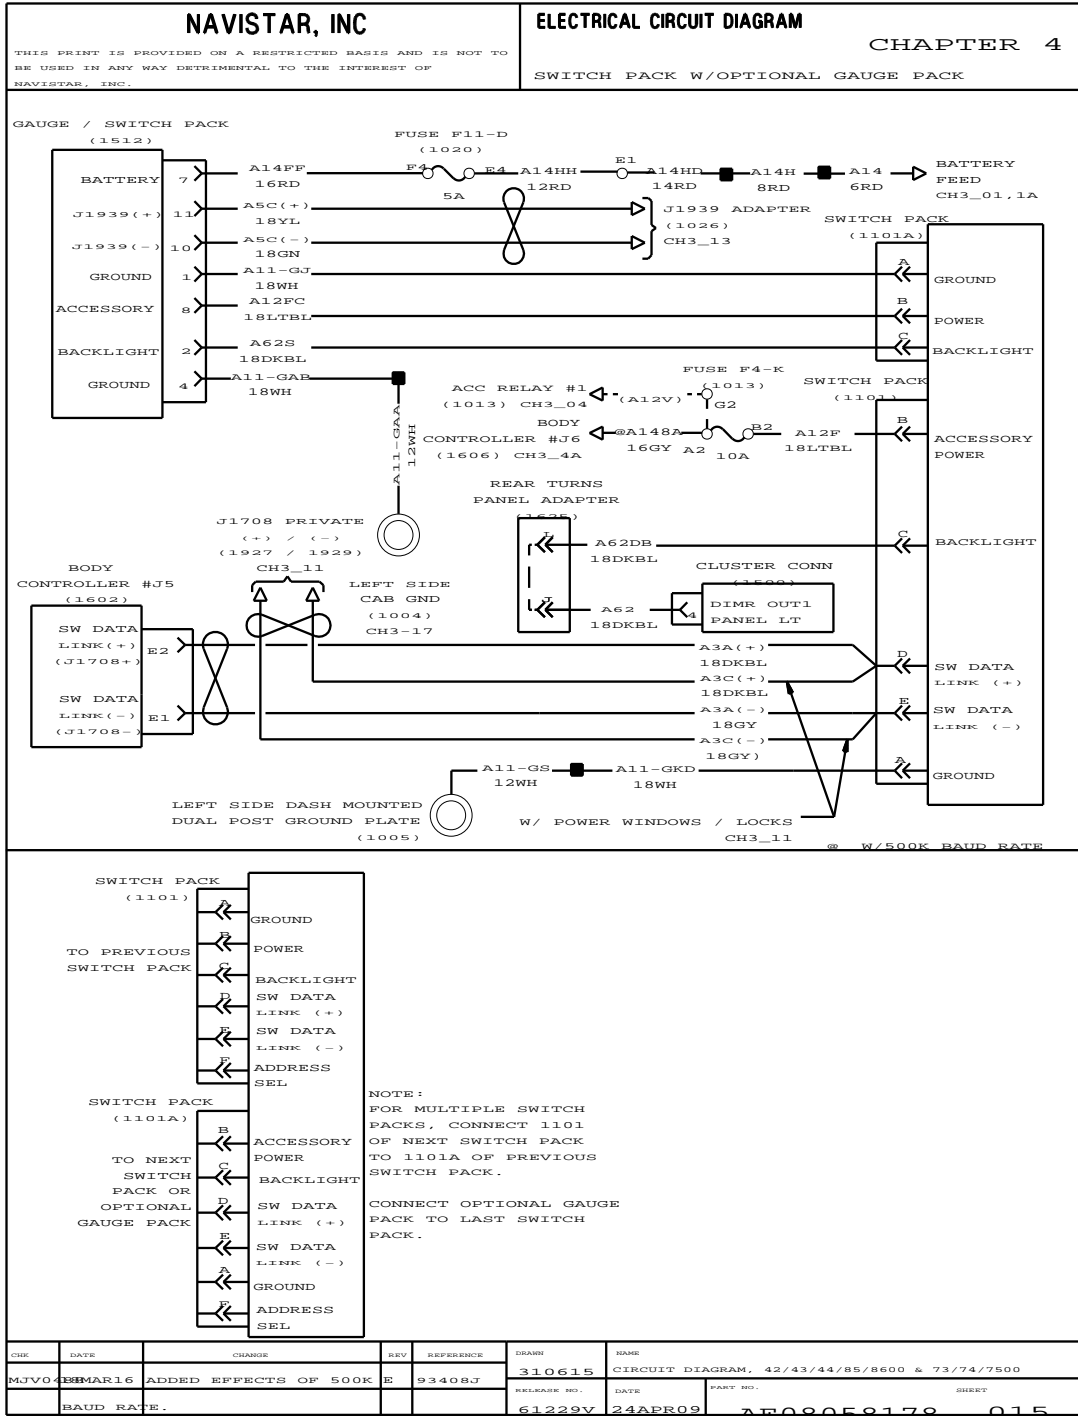 NAVISTAR, INC
THIS PRINT IS PROVIDED ON A RESTRICTED BASIS AND IS NOT TO
BE USED IN ANY WAY DETRIMENTAL TO THE INTEREST OF
NAVISTAR, INC.
ELECTRICAL CIRCUIT DIAGRAM
CHAPTER 4
SWITCH PACK W/OPTIONAL GAUGE PACK
GAUGE / SWITCH PACK
(1512)
BATTERY 7
J1939(+) 11
J1939(-) 10
GROUND 1
ACCESSORY 8
BACKLIGHT 2
GROUND 4
A14FF
16RD
FUSE F11-D
(1020)
F4 E4
5A
A14HH
12RD
E1
A14HD
14RD
A14H
8RD
A14
6RD
BATTERY
FEED
CH3_01,1A
A5C(+)
18YL
A5C(-)
18GN
J1939 ADAPTER
(1026)
CH3_13
A11-GJ
18WH
A12FC
18LTBL
A62S
18DKBL
A11-GAB
18WH
A11-GAA
12WH
SWITCH PACK
(1101A)
A
GROUND
B
POWER
C
BACKLIGHT
FUSE F4-K
(1013)
G2
ACC RELAY #1
(1013) CH3_04
(A12V)
BODY
CONTROLLER #J6
(1606) CH3_4A
@A148A
16GY
A2
B2
10A
A12F
18LTBL
SWITCH PACK
(1101)
B
ACCESSORY
POWER
C
BACKLIGHT
REAR TURNS
PANEL ADAPTER
(1625)
L
A62DB
18DKBL
J
A62
18DKBL
CLUSTER CONN
(1500)
4
DIMR OUT1
PANEL LT
J1708 PRIVATE
(+) / (-)
(1927 / 1929)
CH3_11
LEFT SIDE
CAB GND
(1004)
CH3-17
BODY
CONTROLLER #J5
(1602)
SW DATA
LINK(+)
(J1708+)
E2
SW DATA
LINK(-)
(J1708-)
E1
A3A(+)
18DKBL
A3C(+)
18DKBL
A3A(-)
18GY
A3C(-)
18GY)
D
SW DATA
LINK (+)
E
SW DATA
LINK (-)
A
GROUND
A11-GS
12WH
A11-GKD
18WH
LEFT SIDE DASH MOUNTED
DUAL POST GROUND PLATE
(1005)
W/ POWER WINDOWS / LOCKS
CH3_11
@ W/500K BAUD RATE
SWITCH PACK
(1101)
TO PREVIOUS
SWITCH PACK
A
GROUND
B
POWER
C
BACKLIGHT
D
SW DATA
LINK (+)
E
SW DATA
LINK (-)
F
ADDRESS
SEL
SWITCH PACK
(1101A)
TO NEXT
SWITCH
PACK OR
OPTIONAL
GAUGE PACK
B
ACCESSORY
POWER
C
BACKLIGHT
D
SW DATA
LINK (+)
E
SW DATA
LINK (-)
A
GROUND
F
ADDRESS
SEL
NOTE:
FOR MULTIPLE SWITCH
PACKS, CONNECT 1101
OF NEXT SWITCH PACK
TO 1101A OF PREVIOUS
SWITCH PACK.
CONNECT OPTIONAL GAUGE
PACK TO LAST SWITCH
PACK.
CHK DATE CHANGE REV REFERENCE
ADDED EFFECTS OF 500K E 93408J
BAUD RATE.
DRAWN
310615
NAME
CIRCUIT DIAGRAM, 42/43/44/85/8600 & 73/74/7500
RELEASE NO.
61229V
DATE
24APR09
PART NO.
AE08058178
SHEET
015